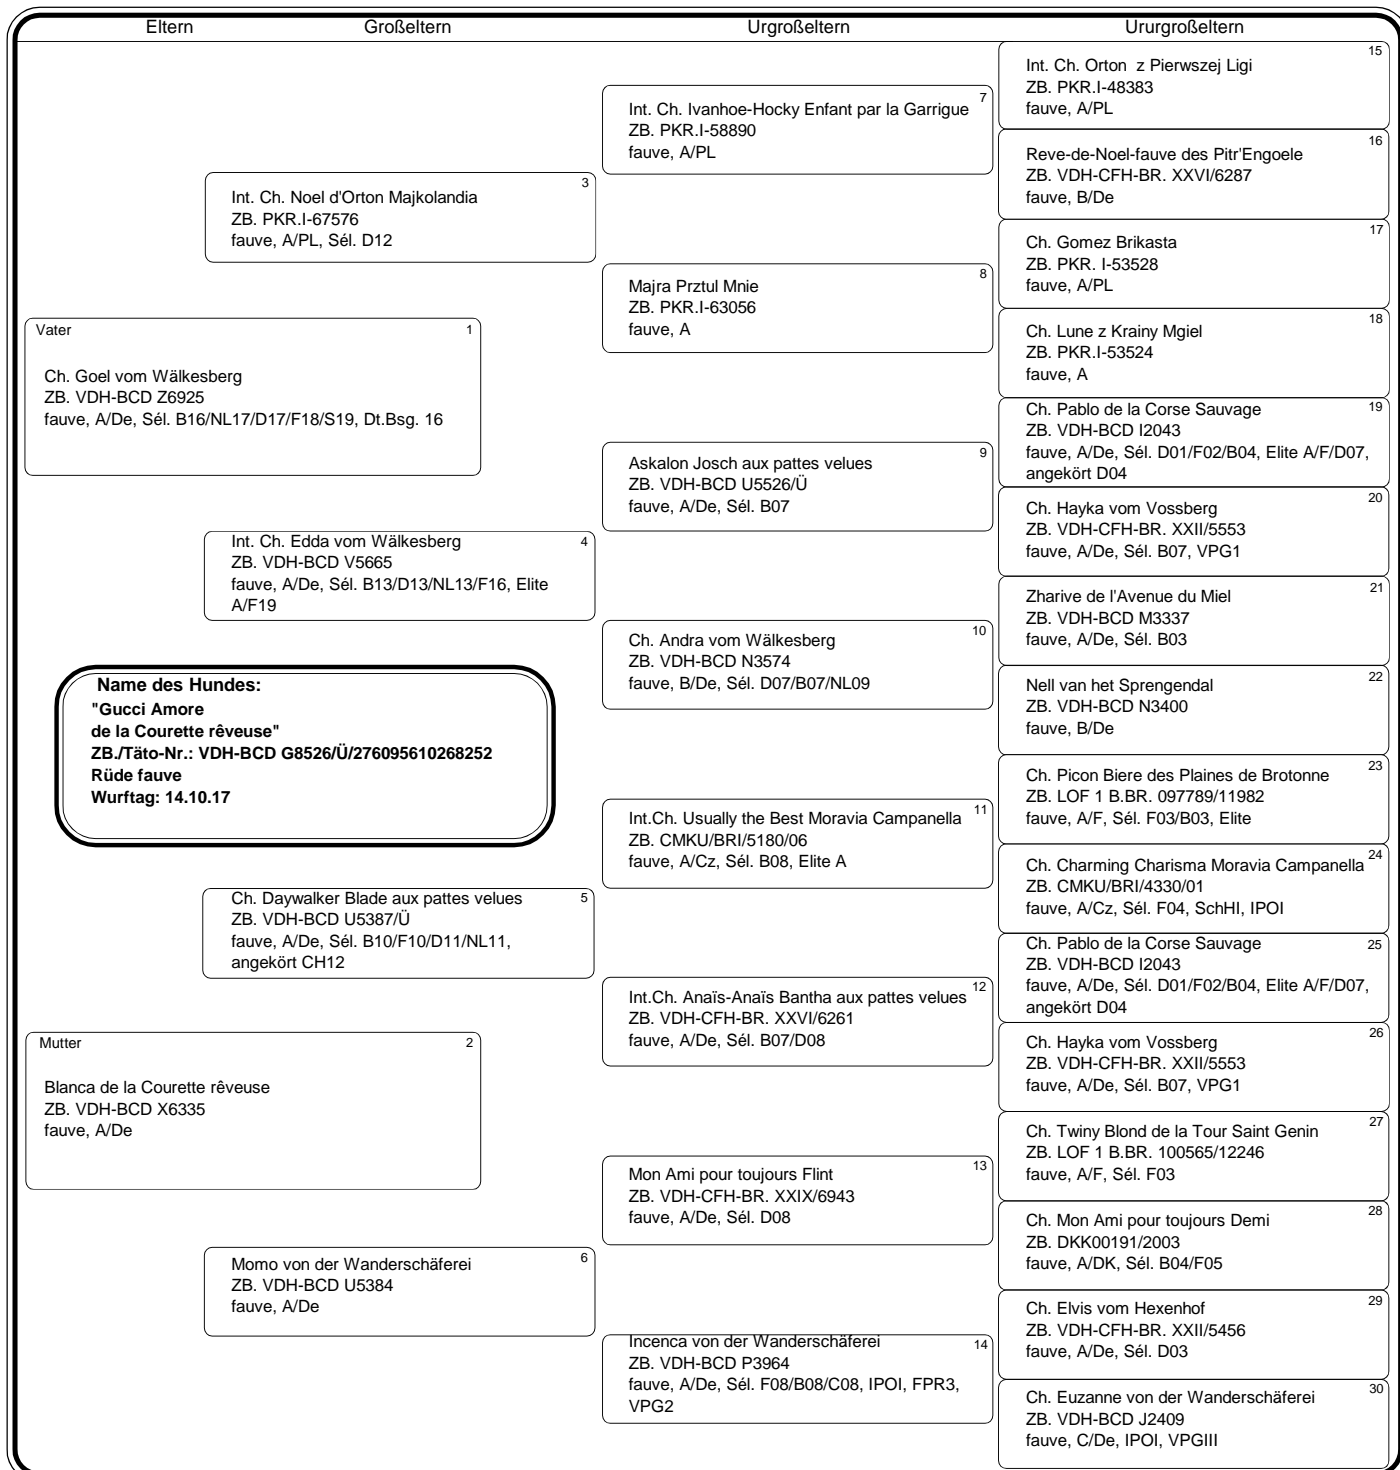 Eltern
Großeltern
Urgroßeltern
Ururgroßeltern
Vater 1
Ch. Goel vom Wälkesberg
ZB. VDH-BCD Z6925
fauve, A/De, Sél. B16/NL17/D17/F18/S19, Dt.Bsg. 16
Name des Hundes:
"Gucci Amore
de la Courette rêveuse"
ZB./Täto-Nr.: VDH-BCD G8526/Ü/276095610268252
Rüde fauve
Wurftag: 14.10.17
Mutter 2
Blanca de la Courette rêveuse
ZB. VDH-BCD X6335
fauve, A/De
3
Int. Ch. Noel d'Orton Majkolandia
ZB. PKR.I-67576
fauve, A/PL, Sél. D12
Int. Ch. Edda vom Wälkesberg 4
ZB. VDH-BCD V5665
fauve, A/De, Sél. B13/D13/NL13/F16, Elite
A/F19
Ch. Daywalker Blade aux pattes velues 5
ZB. VDH-BCD U5387/Ü
fauve, A/De, Sél. B10/F10/D11/NL11,
angekört CH12
Momo von der Wanderschäferei 6
ZB. VDH-BCD U5384
fauve, A/De
Int. Ch. Ivanhoe-Hocky Enfant par la Garrigue 7
ZB. PKR.I-58890
fauve, A/PL
Majra Prztul Mnie 8
ZB. PKR.I-63056
fauve, A
Askalon Josch aux pattes velues 9
ZB. VDH-BCD U5526/Ü
fauve, A/De, Sél. B07
Ch. Andra vom Wälkesberg 10
ZB. VDH-BCD N3574
fauve, B/De, Sél. D07/B07/NL09
Int.Ch. Usually the Best Moravia Campanella 11
ZB. CMKU/BRI/5180/06
fauve, A/Cz, Sél. B08, Elite A
Int.Ch. Anaïs-Anaïs Bantha aux pattes velues 12
ZB. VDH-CFH-BR. XXVI/6261
fauve, A/De, Sél. B07/D08
Mon Ami pour toujours Flint 13
ZB. VDH-CFH-BR. XXIX/6943
fauve, A/De, Sél. D08
Incenca von der Wanderschäferei 14
ZB. VDH-BCD P3964
fauve, A/De, Sél. F08/B08/C08, IPOI, FPR3,
VPG2
15
Int. Ch. Orton  z Pierwszej Ligi
ZB. PKR.I-48383
fauve, A/PL
16
Reve-de-Noel-fauve des Pitr'Engoele
ZB. VDH-CFH-BR. XXVI/6287
fauve, B/De
17
Ch. Gomez Brikasta
ZB. PKR. I-53528
fauve, A/PL
18
Ch. Lune z Krainy Mgiel
ZB. PKR.I-53524
fauve, A
Ch. Pablo de la Corse Sauvage 19
ZB. VDH-BCD I2043
fauve, A/De, Sél. D01/F02/B04, Elite A/F/D07,
angekört D04
20
Ch. Hayka vom Vossberg
ZB. VDH-CFH-BR. XXII/5553
fauve, A/De, Sél. B07, VPG1
21
Zharive de l'Avenue du Miel
ZB. VDH-BCD M3337
fauve, A/De, Sél. B03
22
Nell van het Sprengendal
ZB. VDH-BCD N3400
fauve, B/De
23
Ch. Picon Biere des Plaines de Brotonne
ZB. LOF 1 B.BR. 097789/11982
fauve, A/F, Sél. F03/B03, Elite
24
Ch. Charming Charisma Moravia Campanella
ZB. CMKU/BRI/4330/01
fauve, A/Cz, Sél. F04, SchHI, IPOI
Ch. Pablo de la Corse Sauvage 25
ZB. VDH-BCD I2043
fauve, A/De, Sél. D01/F02/B04, Elite A/F/D07,
angekört D04
26
Ch. Hayka vom Vossberg
ZB. VDH-CFH-BR. XXII/5553
fauve, A/De, Sél. B07, VPG1
27
Ch. Twiny Blond de la Tour Saint Genin
ZB. LOF 1 B.BR. 100565/12246
fauve, A/F, Sél. F03
28
Ch. Mon Ami pour toujours Demi
ZB. DKK00191/2003
fauve, A/DK, Sél. B04/F05
29
Ch. Elvis vom Hexenhof
ZB. VDH-CFH-BR. XXII/5456
fauve, A/De, Sél. D03
30
Ch. Euzanne von der Wanderschäferei
ZB. VDH-BCD J2409
fauve, C/De, IPOI, VPGIII